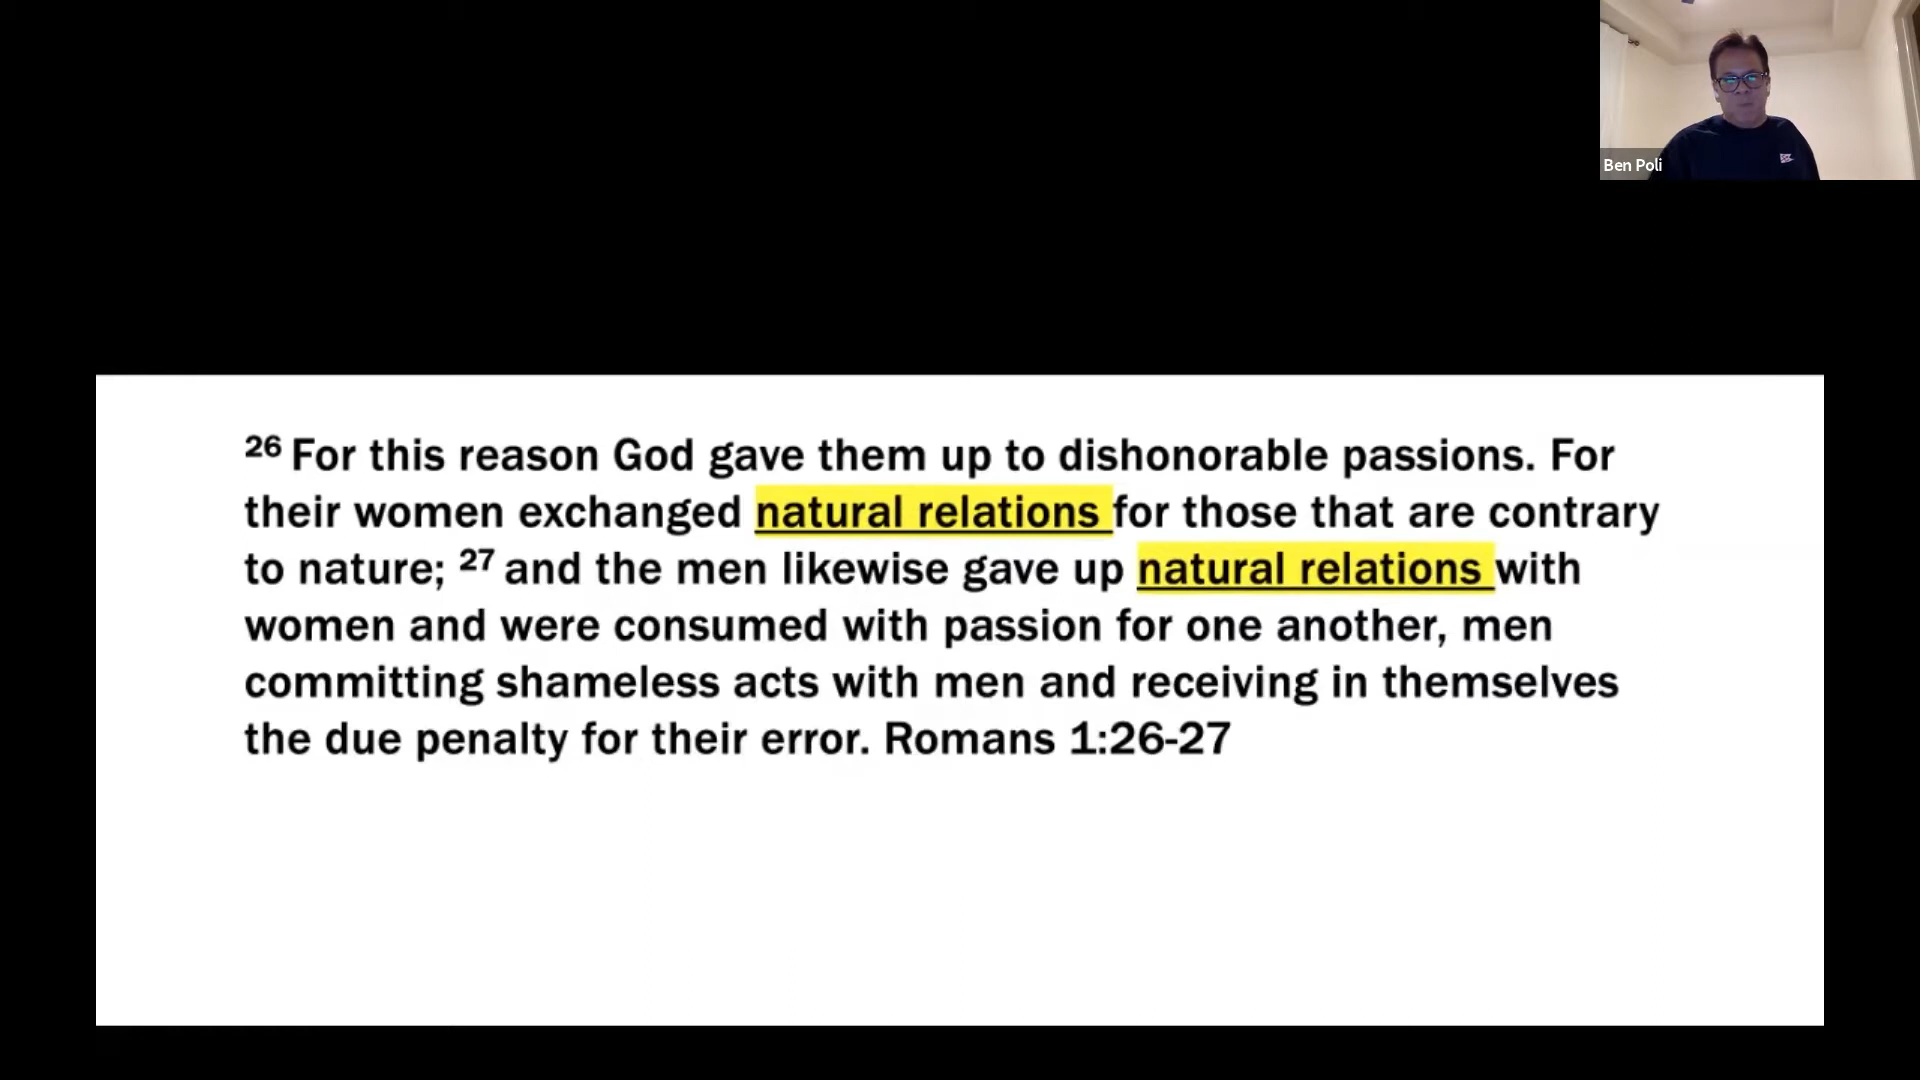 Ben Poli
26 For this reason God gave them up to dishonorable passions. For
their women exchanged natural relations for those that are contrary
to nature; 27 and the men likewise gave up natural relations with
women and were consumed with passion for one another, men
committing shameless acts with men and receiving in themselves
the due penalty for their error. Romans 1:26-27